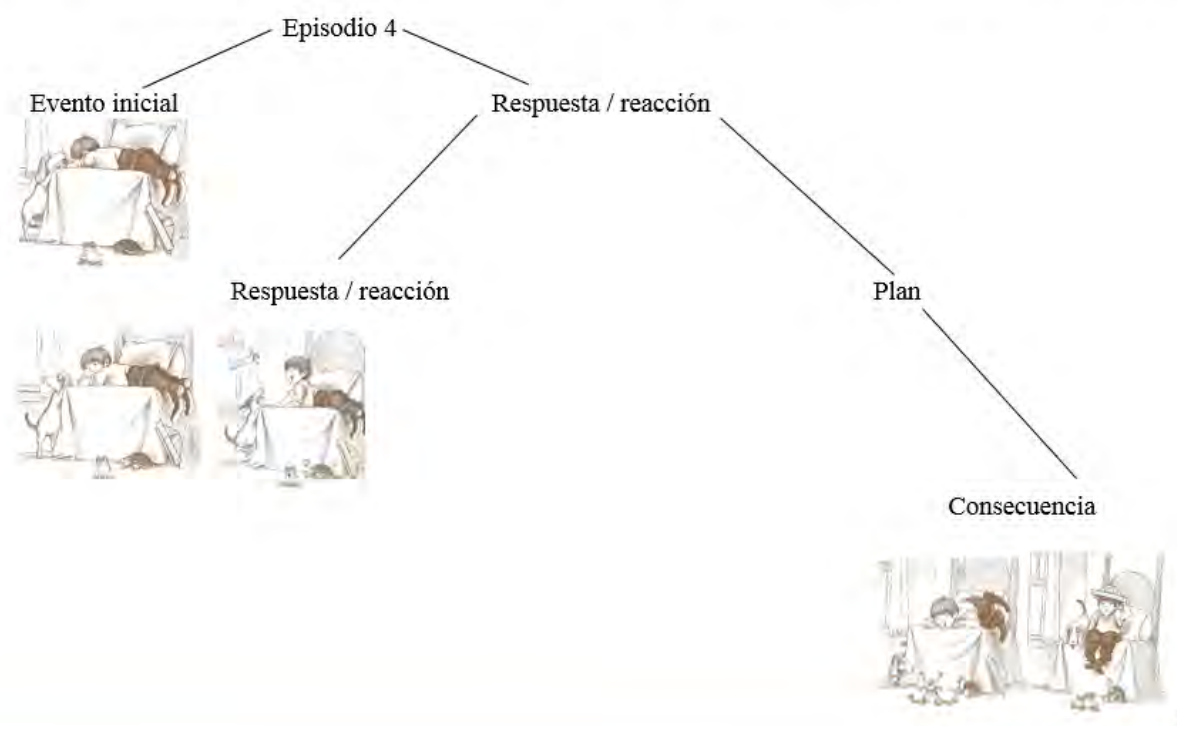 Episodio 4
Evento inicial
Respuesta / reacción
Respuesta / reacción
Plan
Consecuencia